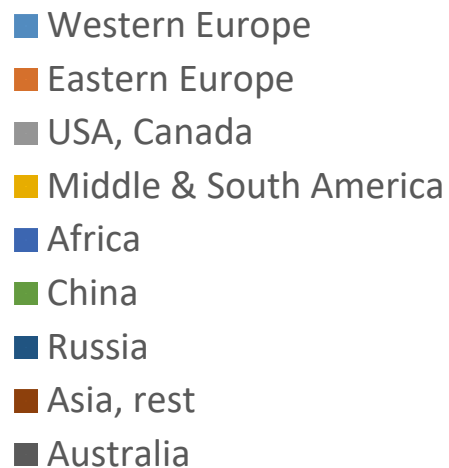 Western Europe
Eastern Europe
USA, Canada
Middle & South America
Africa
China
Russia
Asia, rest
Australia